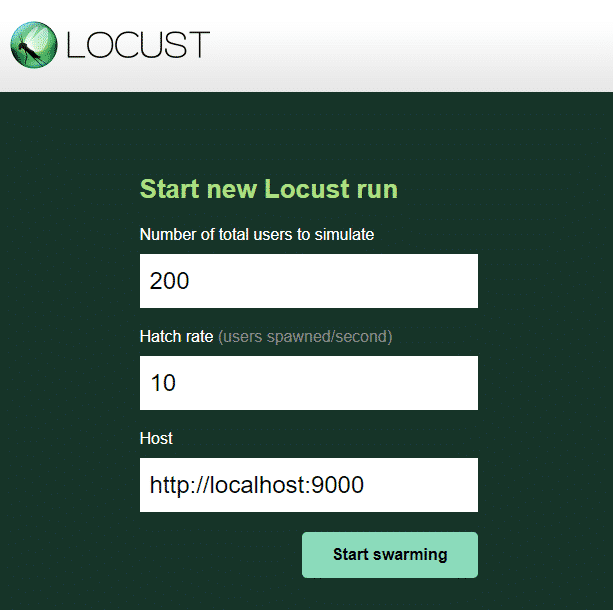 LOCUST
Start new Locust run
Number of total users to simulate
200
Hatch rate (users spawned/second)
10
Host
http://localhost:9000
Start swarming